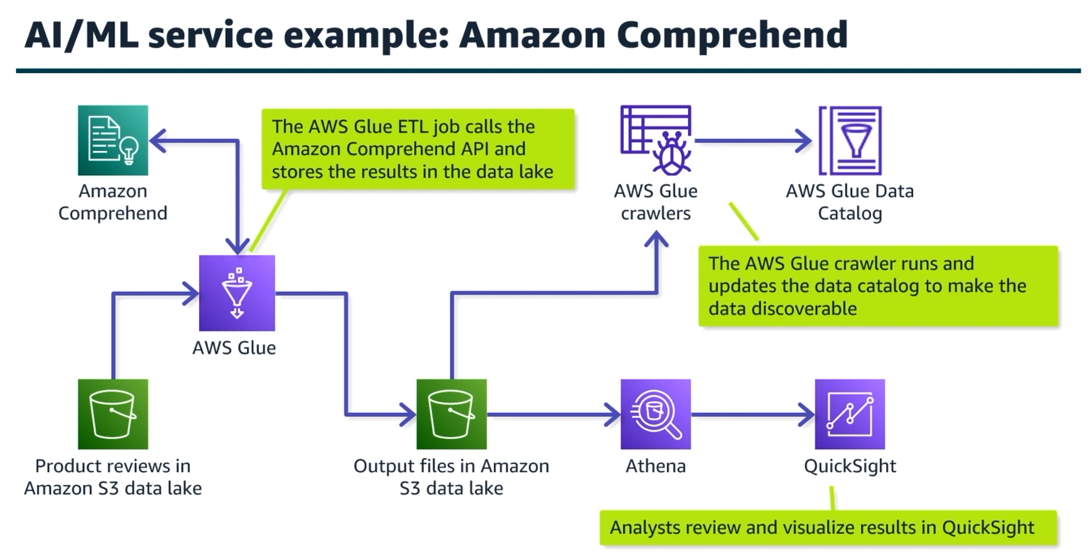 AI/ML service example: Amazon Comprehend
Amazon
Comprehend
The AWS Glue ETL job calls the
Amazon Comprehend API and
stores the results in the data lake
AWS Glue
crawlers
AWS Glue Data
Catalog
The AWS Glue crawler runs and
updates the data catalog to make the
data discoverable
AWS Glue
Product reviews in
Amazon S3 data lake
Output files in Amazon
S3 data lake
Athena
QuickSight
Analysts review and visualize results in QuickSight